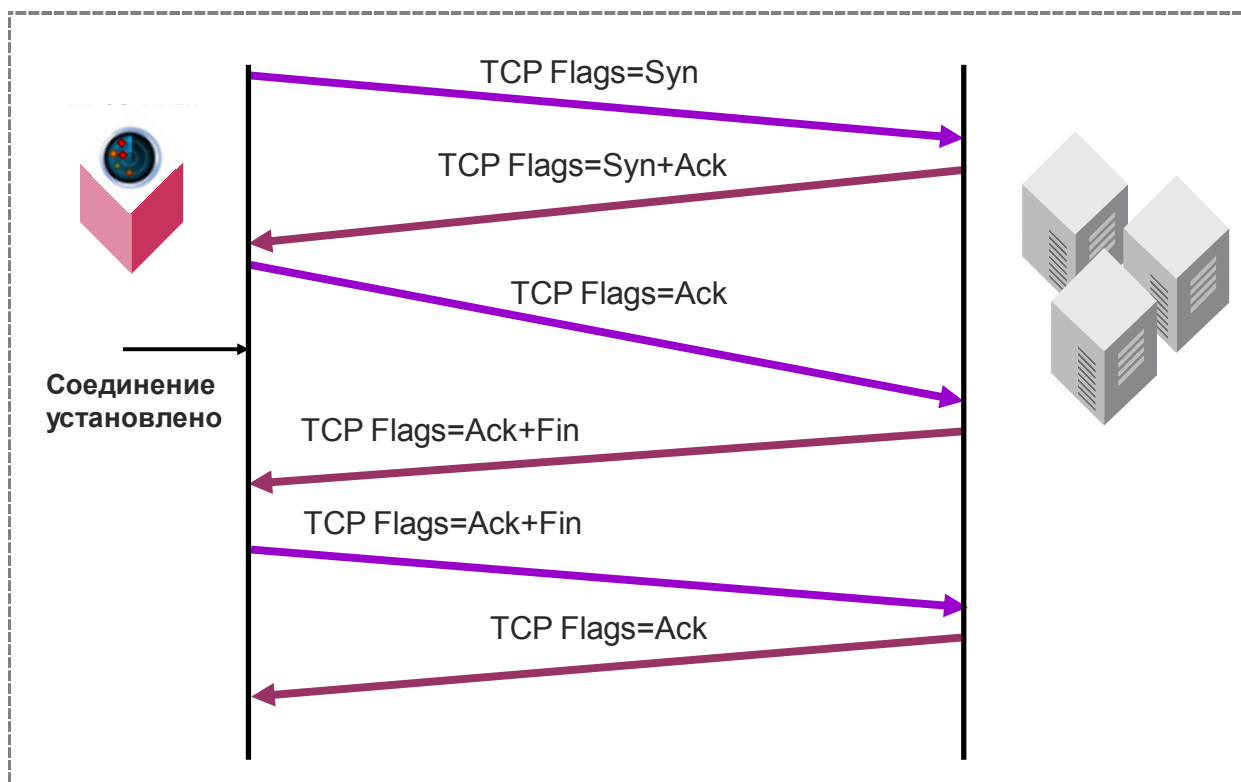 TCP Flags=Syn
TCP Flags=Syn+Ack
TCP Flags=Ack
Соединение
установлено
TCP Flags=Ack+Fin
TCP Flags=Ack+Fin
TCP Flags=Ack